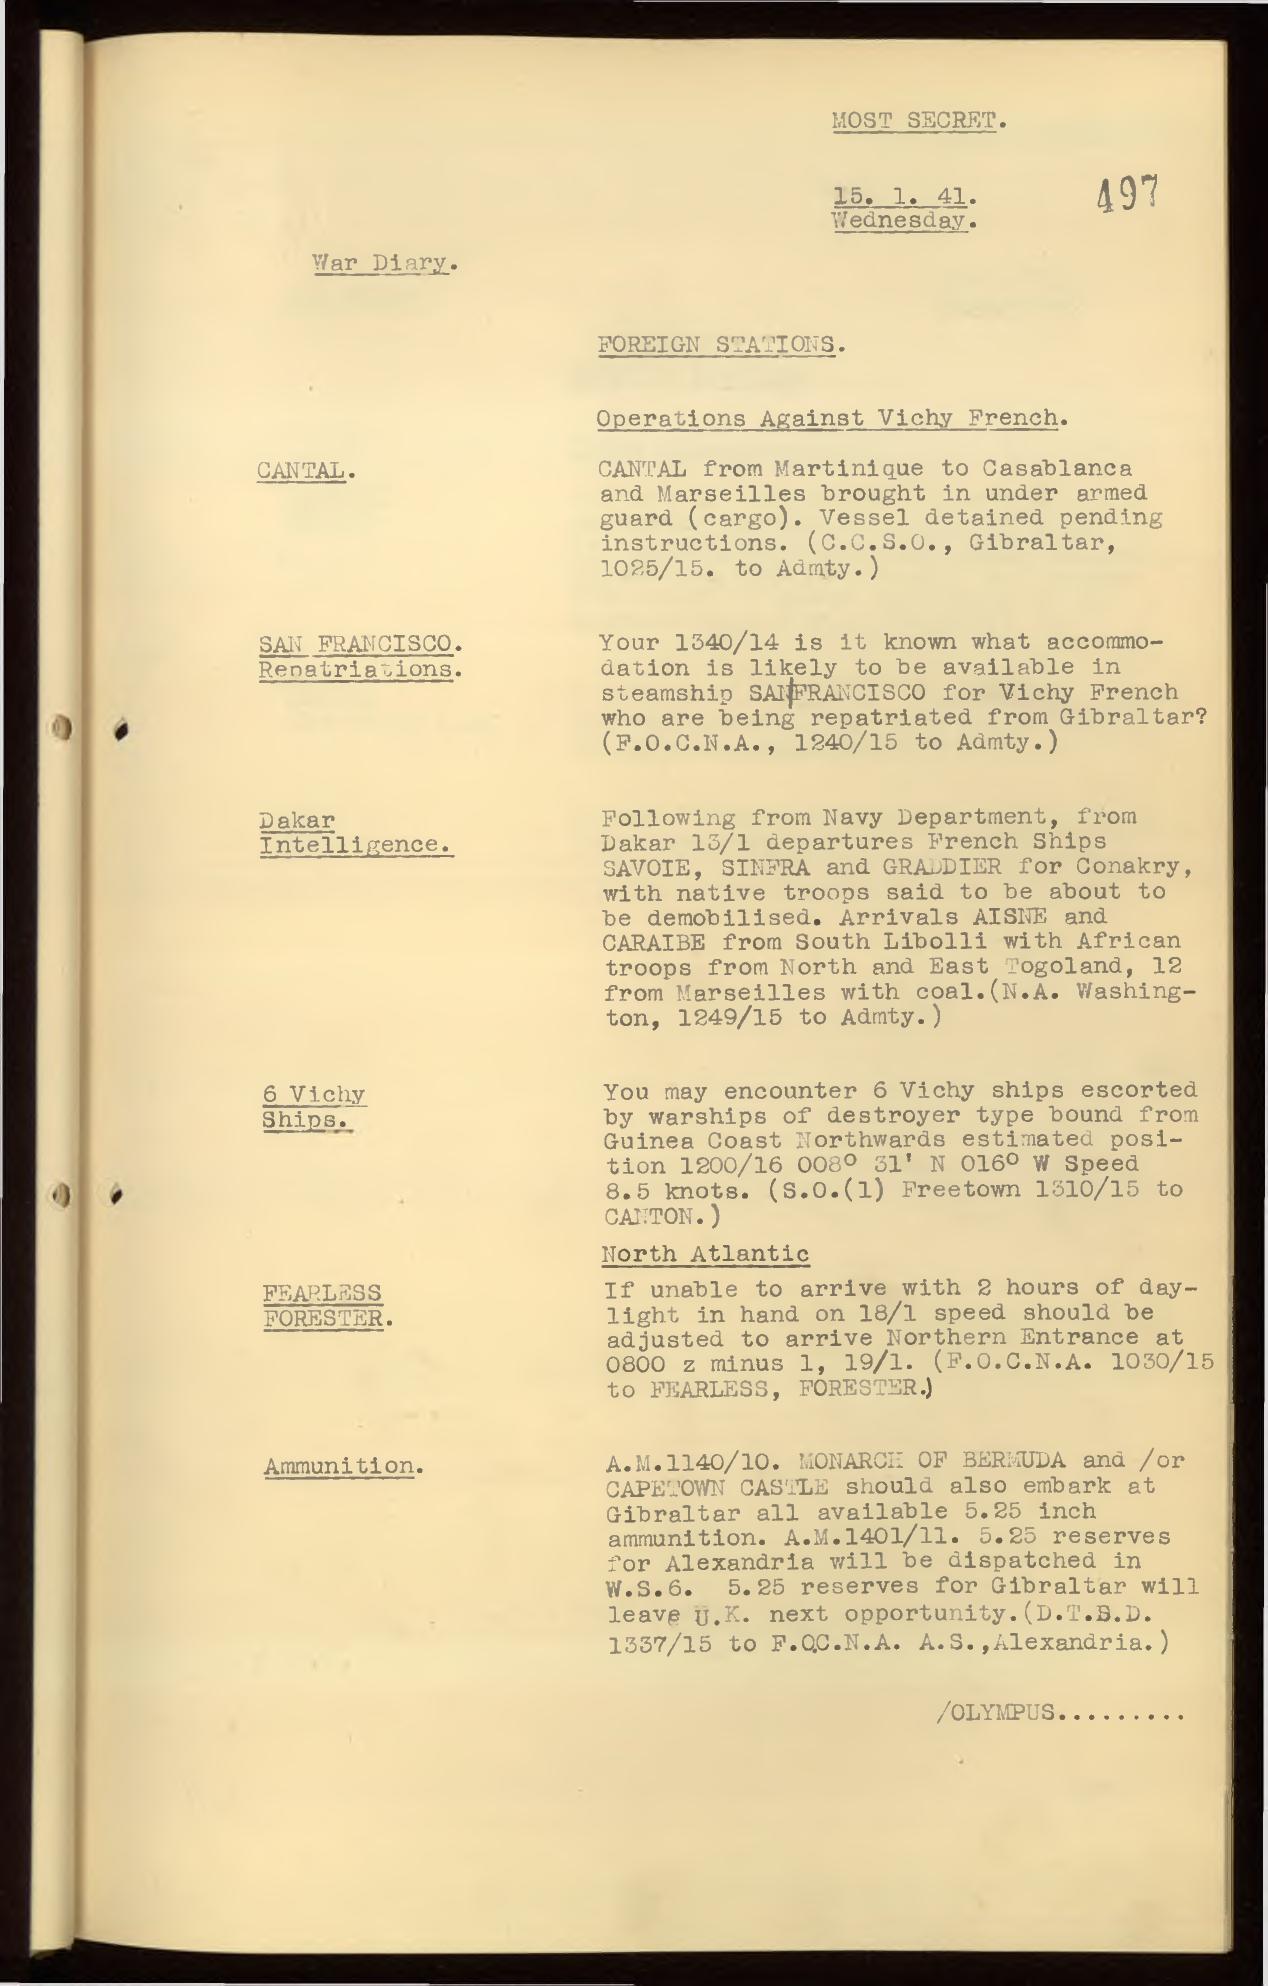 MOST SECRET.
15. 1. 41.
497
Wednesday.
War Diary.
FOREIGN STATIONS.
Operations Against Vichy French.
CANTAL.
CANTAL from Martinique to Casablanca
and Marseilles brought in under armed
guard (cargo). Vessel detained pending
instructions. (C.C.S.O., Gibraltar,
1025/15. to Admty.)
SAN FRANCISCO.
Repatriations.
Your 1340/14 is it known what accommo-
dation is likely to be available in
steamship SAN|FRANCISCO for Vichy French
who are being repatriated from Gibraltar?
(F.O.C.N.A., 1240/15 to Admty.)
Dakar
Intelligence.
Following from Navy Department, from
Dakar 13/1 departures French Ships
SAVOIE, SINFRA and GRADDIER for Conakry,
with native troops said to be about to
be demobilised. Arrivals AISNE and
CARAIBE from South Libolli with African
troops from North and East Togoland, 12
from Marseilles with coal.(N.A. Washing-
ton, 1249/15 to Admty.)
6 Vichy
Ships.
You may encounter 6 Vichy ships escorted
by warships of destroyer type bound from
Guinea Coast Northwards estimated posi-
tion 1200/16 008° 31' N 016° W Speed
8.5 knots. (S.O.(1) Freetown 1310/15 to
CANTON.)
North Atlantic
FEARLESS
FORESTER.
If unable to arrive with 2 hours of day-
light in hand on 18/1 speed should be
adjusted to arrive Northern Entrance at
0800 z minus 1, 19/1. (F.O.C.N.A. 1030/15
to FEARLESS, FORESTER.)
Ammunition.
A.M.1140/10. MONARCH OF BERMUDA and /or
CAPETOWN CASTLE should also embark at
Gibraltar all available 5.25 inch
ammunition. A.M.1401/11. 5.25 reserves
for Alexandria will be dispatched in
W.S.6. 5.25 reserves for Gibraltar will
leave U.K. next opportunity.(D.T.S.D.
1337/15 to F.O.C.N.A. A.S.,Alexandria.)
/OLYMPUS.........